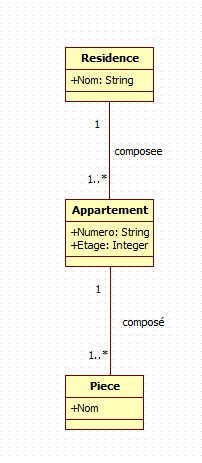 Residence
+Nom: String
1
composee
1..*
Appartement
+Numero: String
+Etage: Integer
1
composé
1..*
Piece
+Nom